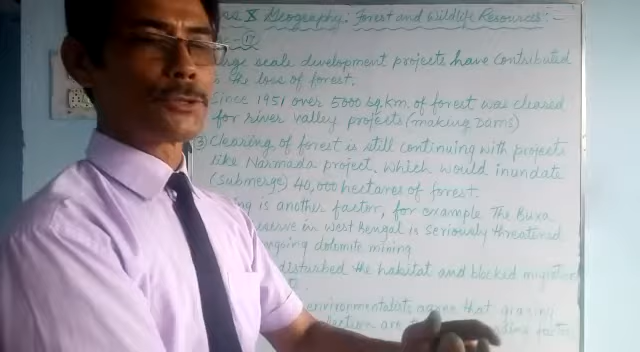 X Geography: Forest and Wildlife Resources:-
scale development projects have contributed
the loss of forest.
Since 1951 over 5000 sq.km. of forest was cleared
for river valley projects (making Dams)
③ Clearing of forest is still continuing with projects
like Narmada project, which would inundate
(submerge) 40,000 hectares of forest.
is another factor, for example The Buxa
in West Bengal is seriously threatened
dolomite mining
disturbed the habitat and blocked
environmentalists agree that grazing
are